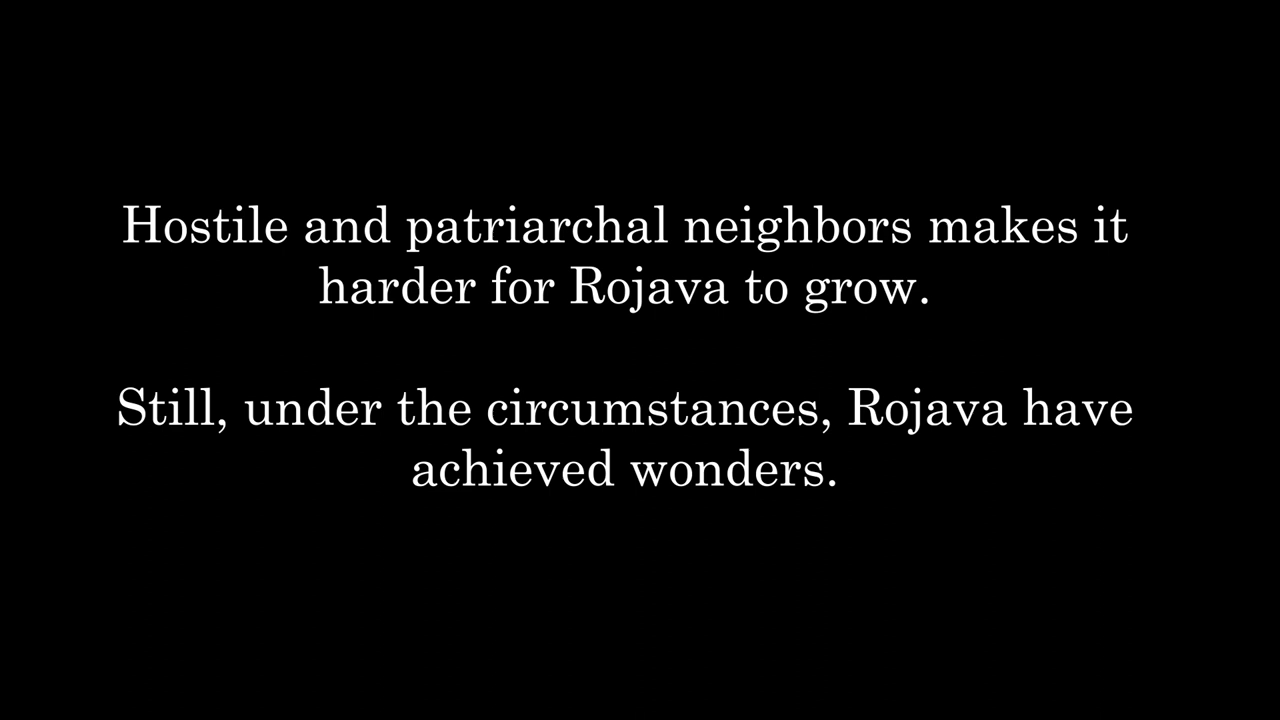 Hostile and patriarchal neighbors makes it
harder for Rojava to grow.
Still, under the circumstances, Rojava have
achieved wonders.